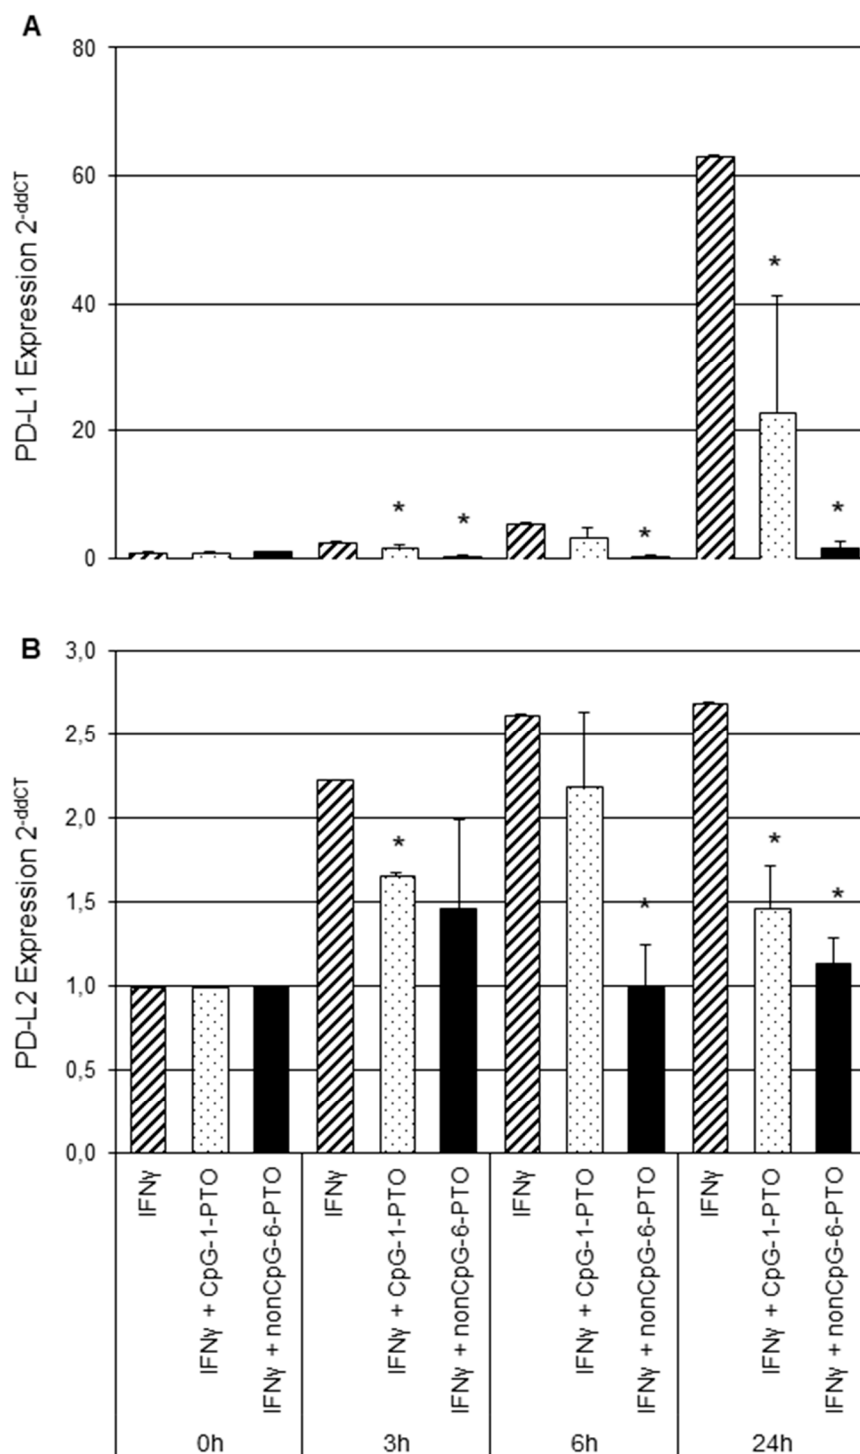 A
PD-L1 Expression 2-ddCT
80
60
40
20
0
*
*
*
*
*
B
PD-L2 Expression 2-ddCT
3,0
2,5
2,0
1,5
1,0
0,5
0,0
*
*
*
*
IFNγ
IFNγ + CpG-1-PTO
IFNγ + nonCpG-6-PTO
IFNγ
IFNγ + CpG-1-PTO
IFNγ + nonCpG-6-PTO
IFNγ
IFNγ + CpG-1-PTO
IFNγ + nonCpG-6-PTO
IFNγ
IFNγ + CpG-1-PTO
IFNγ + nonCpG-6-PTO
0h
3h
6h
24h